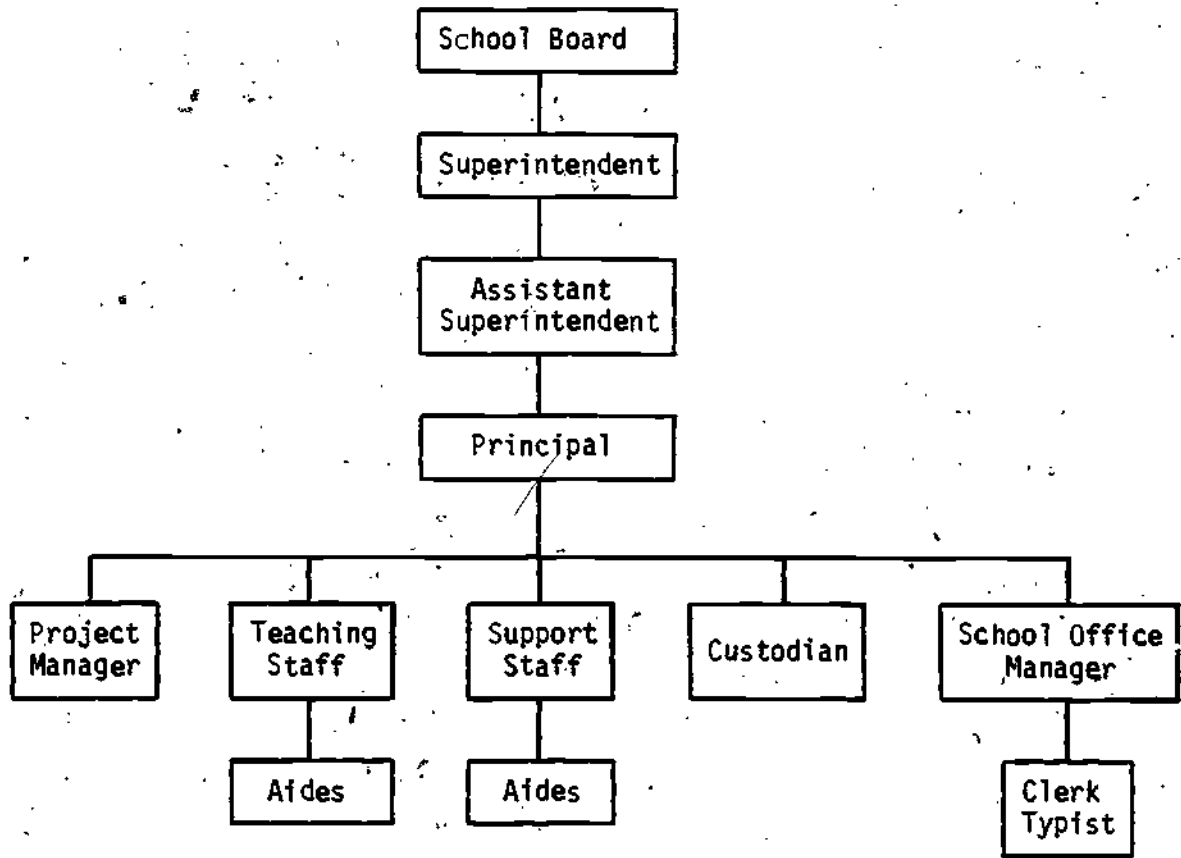 School Board
Superintendent
Assistant
Superintendent
Principal
Project
Manager
Teaching
Staff
Support
Staff
Custodian
School Office
Manager
Aides
Aides
Clerk
Typist